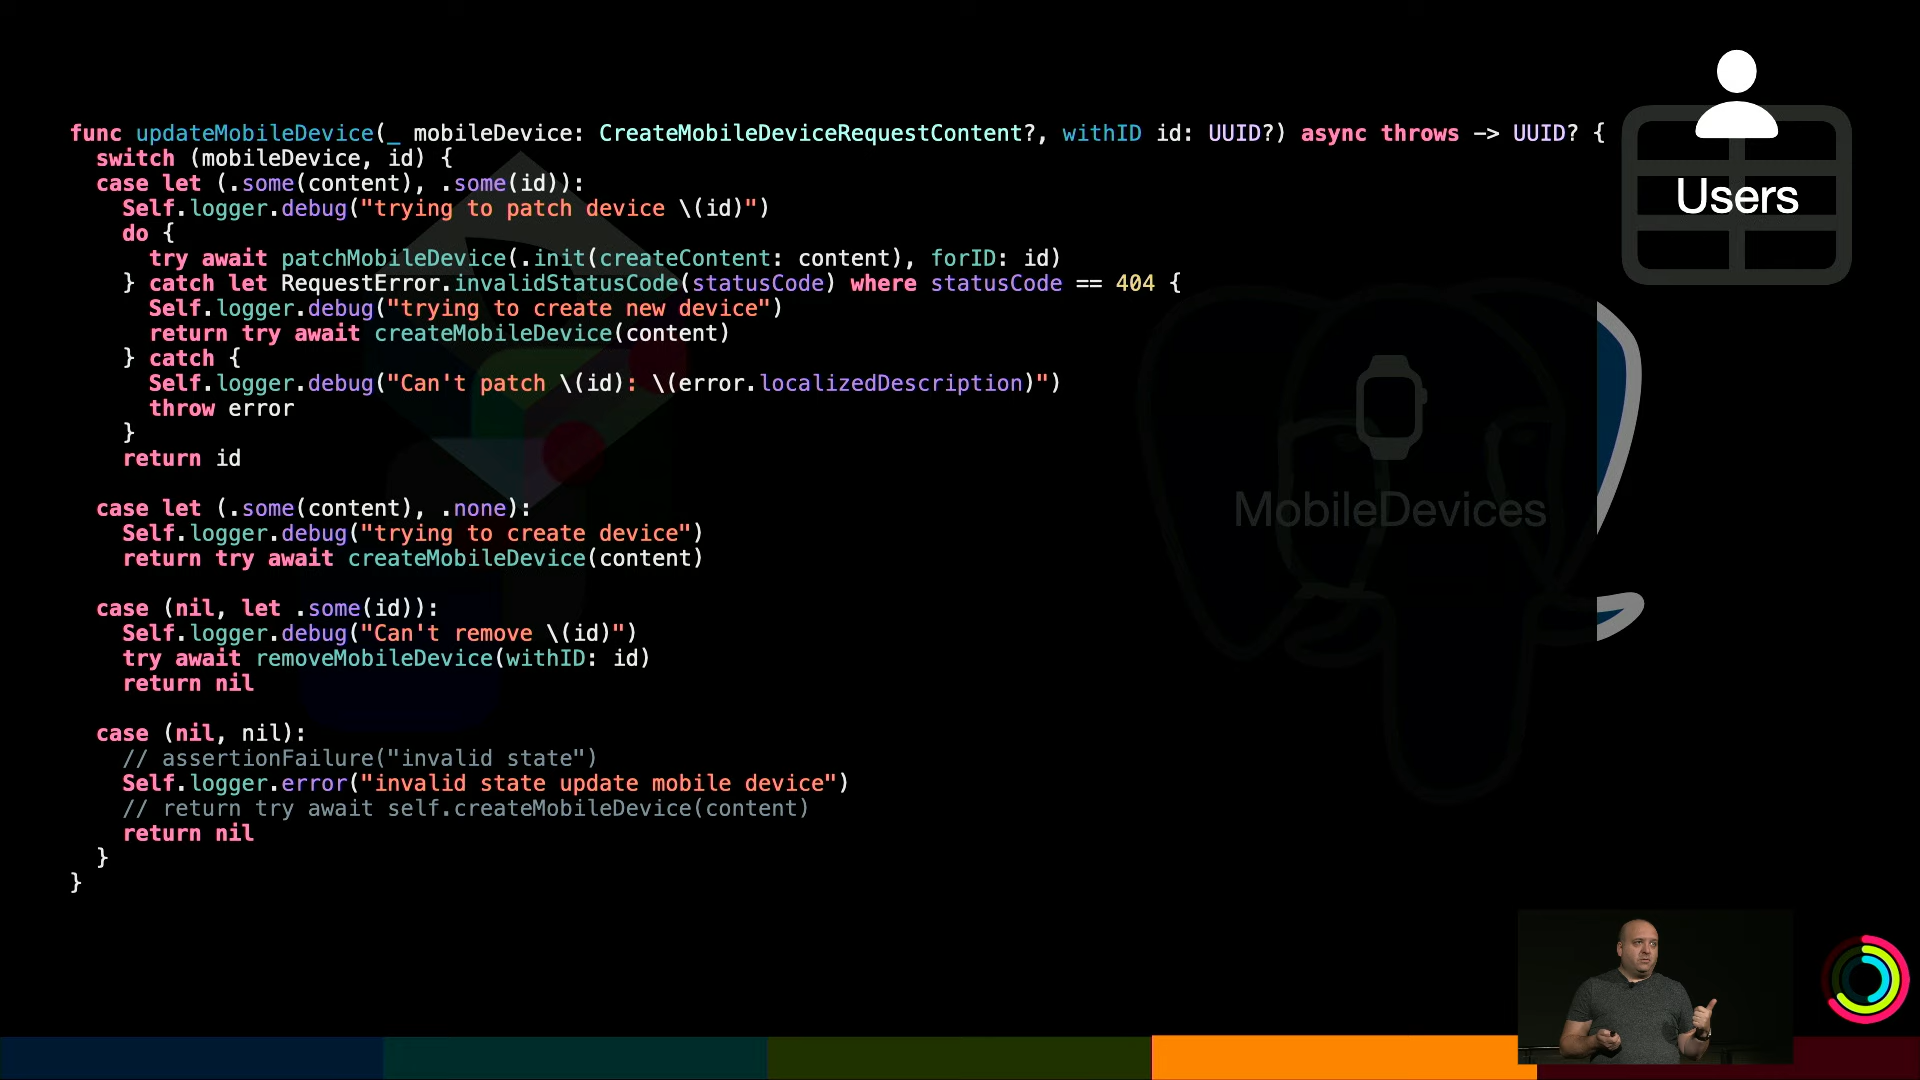 func updateMobileDevice(_ mobileDevice: CreateMobileDeviceRequestContent?, withID id: UUID?) async throws -> UUID? {
  switch (mobileDevice, id) {
  case let (.some(content), .some(id)):
    Self.logger.debug("trying to patch device \(id)")
    do {
      try await patchMobileDevice(.init(createContent: content), forID: id)
    } catch let RequestError.invalidStatusCode(statusCode) where statusCode == 404 {
      Self.logger.debug("trying to create new device")
      return try await createMobileDevice(content)
    } catch {
      Self.logger.debug("Can't patch \(id): \(error.localizedDescription)")
      throw error
    }
    return id

  case let (.some(content), .none):
    Self.logger.debug("trying to create device")
    return try await createMobileDevice(content)

  case (nil, let .some(id)):
    Self.logger.debug("Can't remove \(id)")
    try await removeMobileDevice(withID: id)
    return nil

  case (nil, nil):
    // assertionFailure("invalid state")
    Self.logger.error("invalid state update mobile device")
    // return try await self.createMobileDevice(content)
    return nil
  }
}
Users
MobileDevices